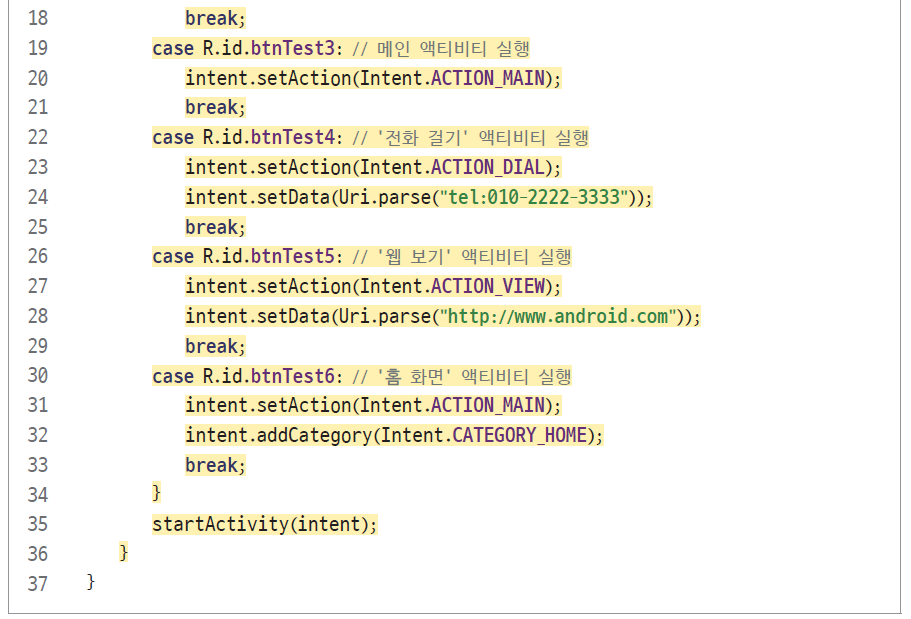 18 break;
19 case R.id.btnTest3: // 메인 액티비티 실행
20 intent.setAction(Intent.ACTION_MAIN);
21 break;
22 case R.id.btnTest4: // '전화 걸기' 액티비티 실행
23 intent.setAction(Intent.ACTION_DIAL);
24 intent.setData(Uri.parse("tel:010-2222-3333"));
25 break;
26 case R.id.btnTest5: // '웹 보기' 액티비티 실행
27 intent.setAction(Intent.ACTION_VIEW);
28 intent.setData(Uri.parse("http://www.android.com"));
29 break;
30 case R.id.btnTest6: // '홈 화면' 액티비티 실행
31 intent.setAction(Intent.ACTION_MAIN);
32 intent.addCategory(Intent.CATEGORY_HOME);
33 break;
34 }
35 startActivity(intent);
36 }
37 }